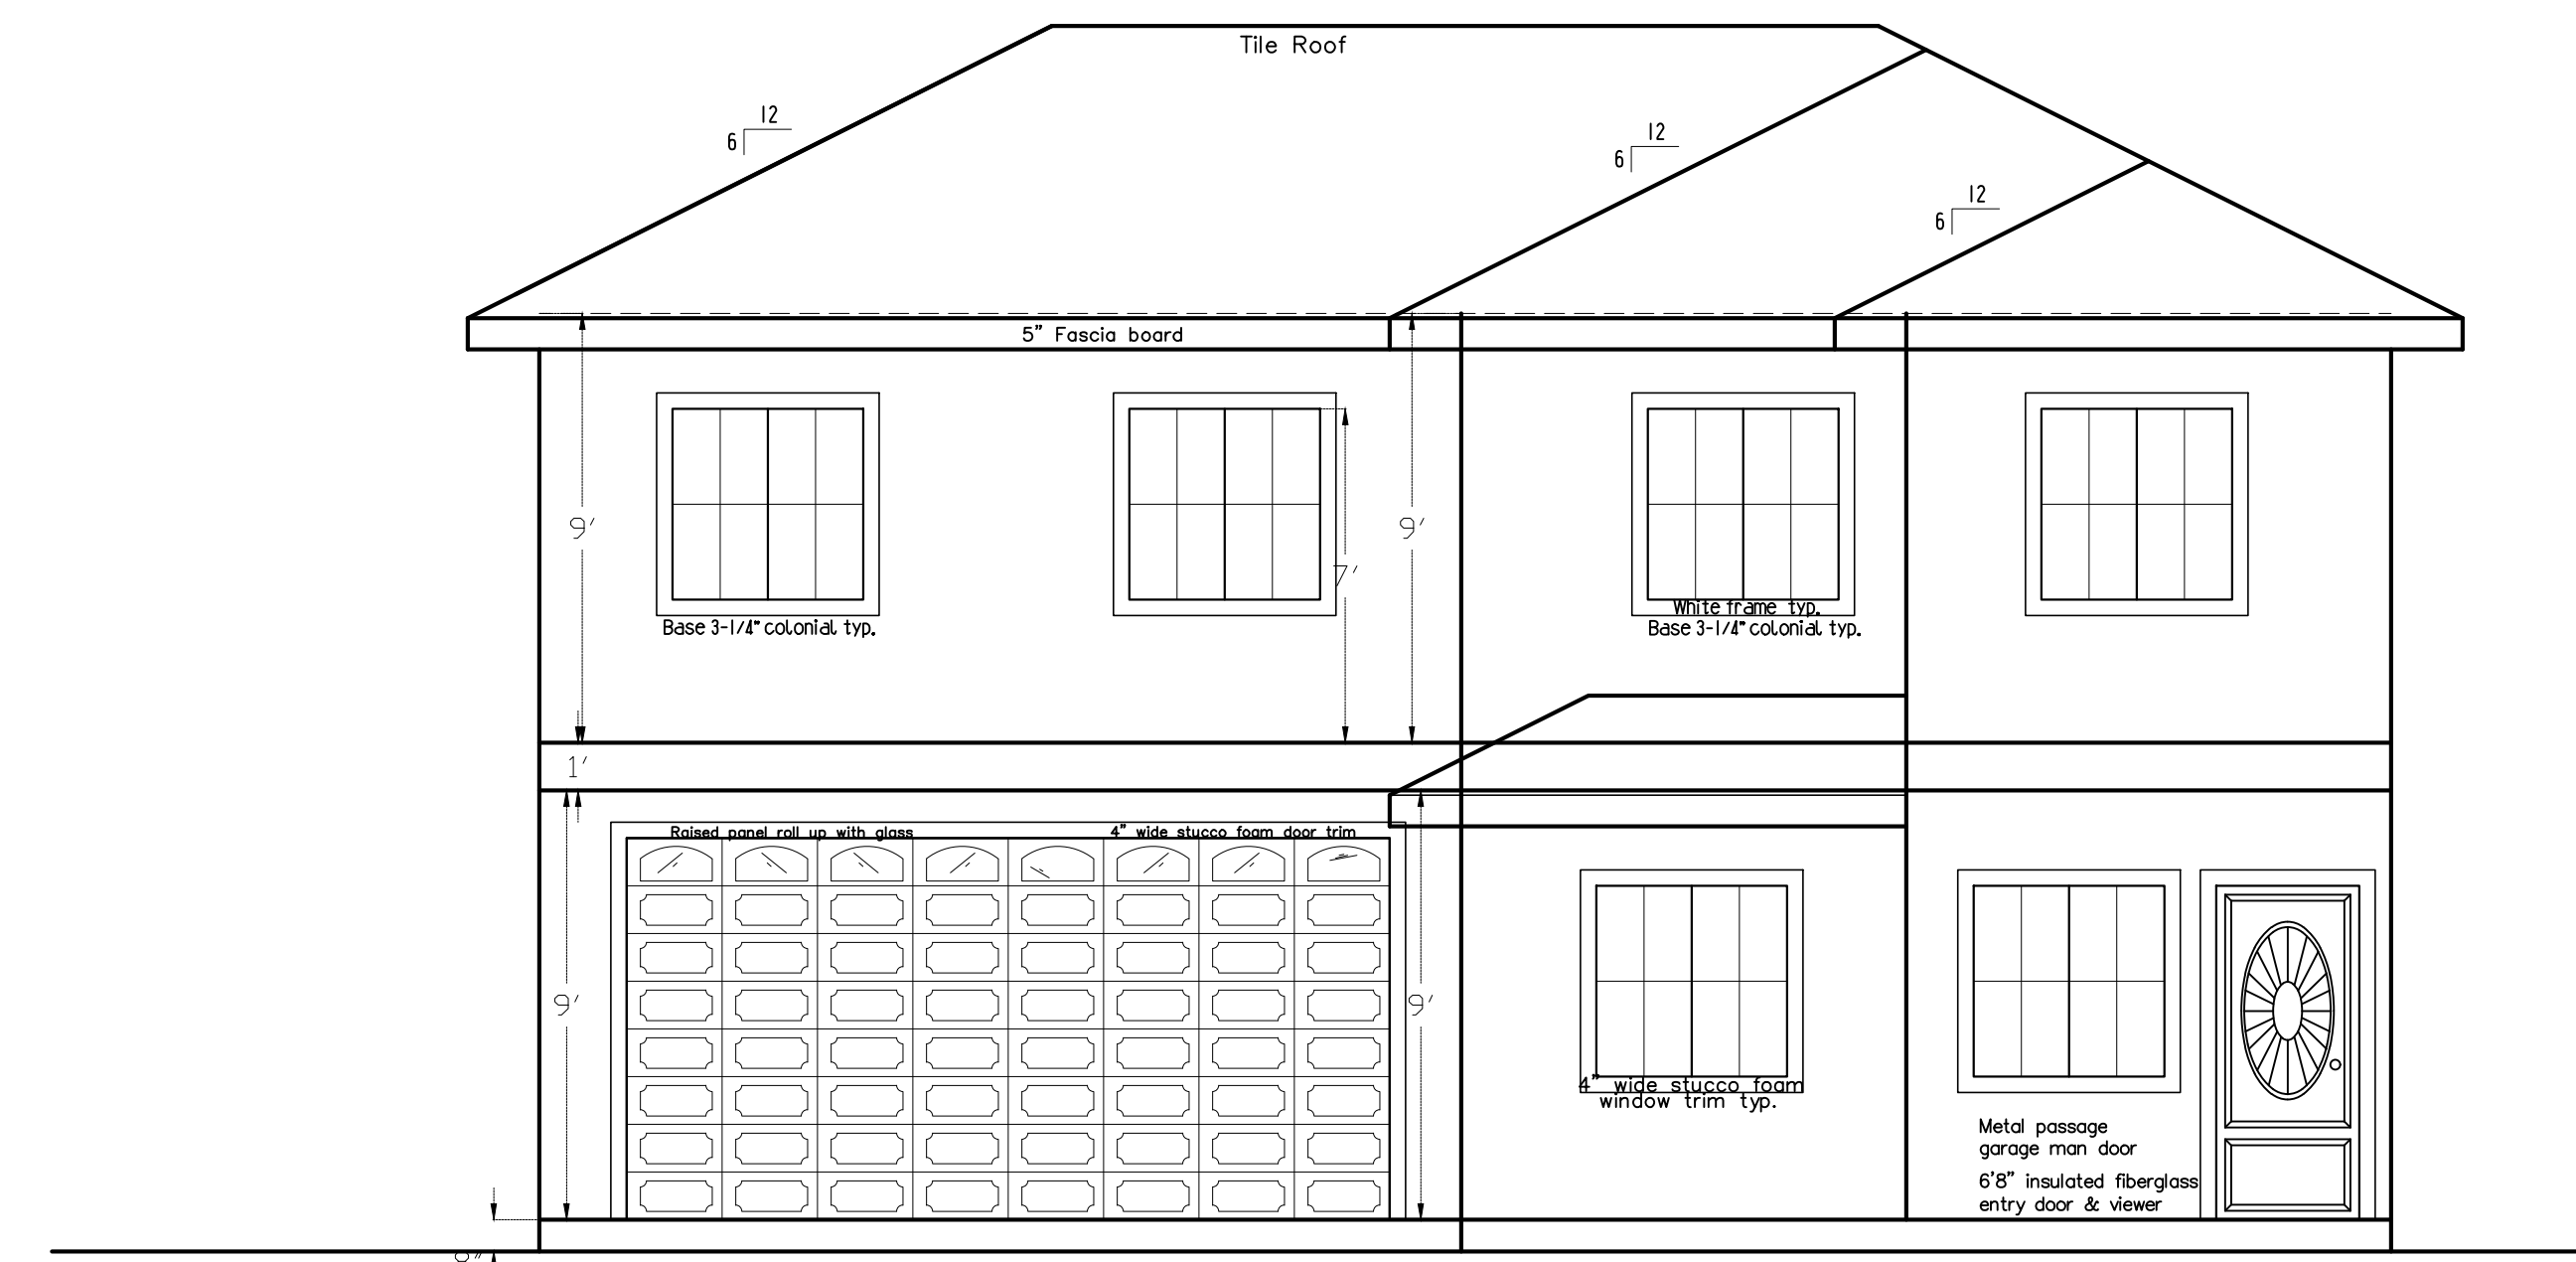 Tile Roof
12
6
12
6
12
6
5" Fascia board
9'
9'
7'
White frame typ.
Base 3-1/4" colonial typ.
Base 3-1/4" colonial typ.
1'
Raised panel roll up with glass
4" wide stucco foam door trim
9'
9'
4" wide stucco foam
window trim typ.
Metal passage
garage man door
6'8" insulated fiberglass
entry door & viewer